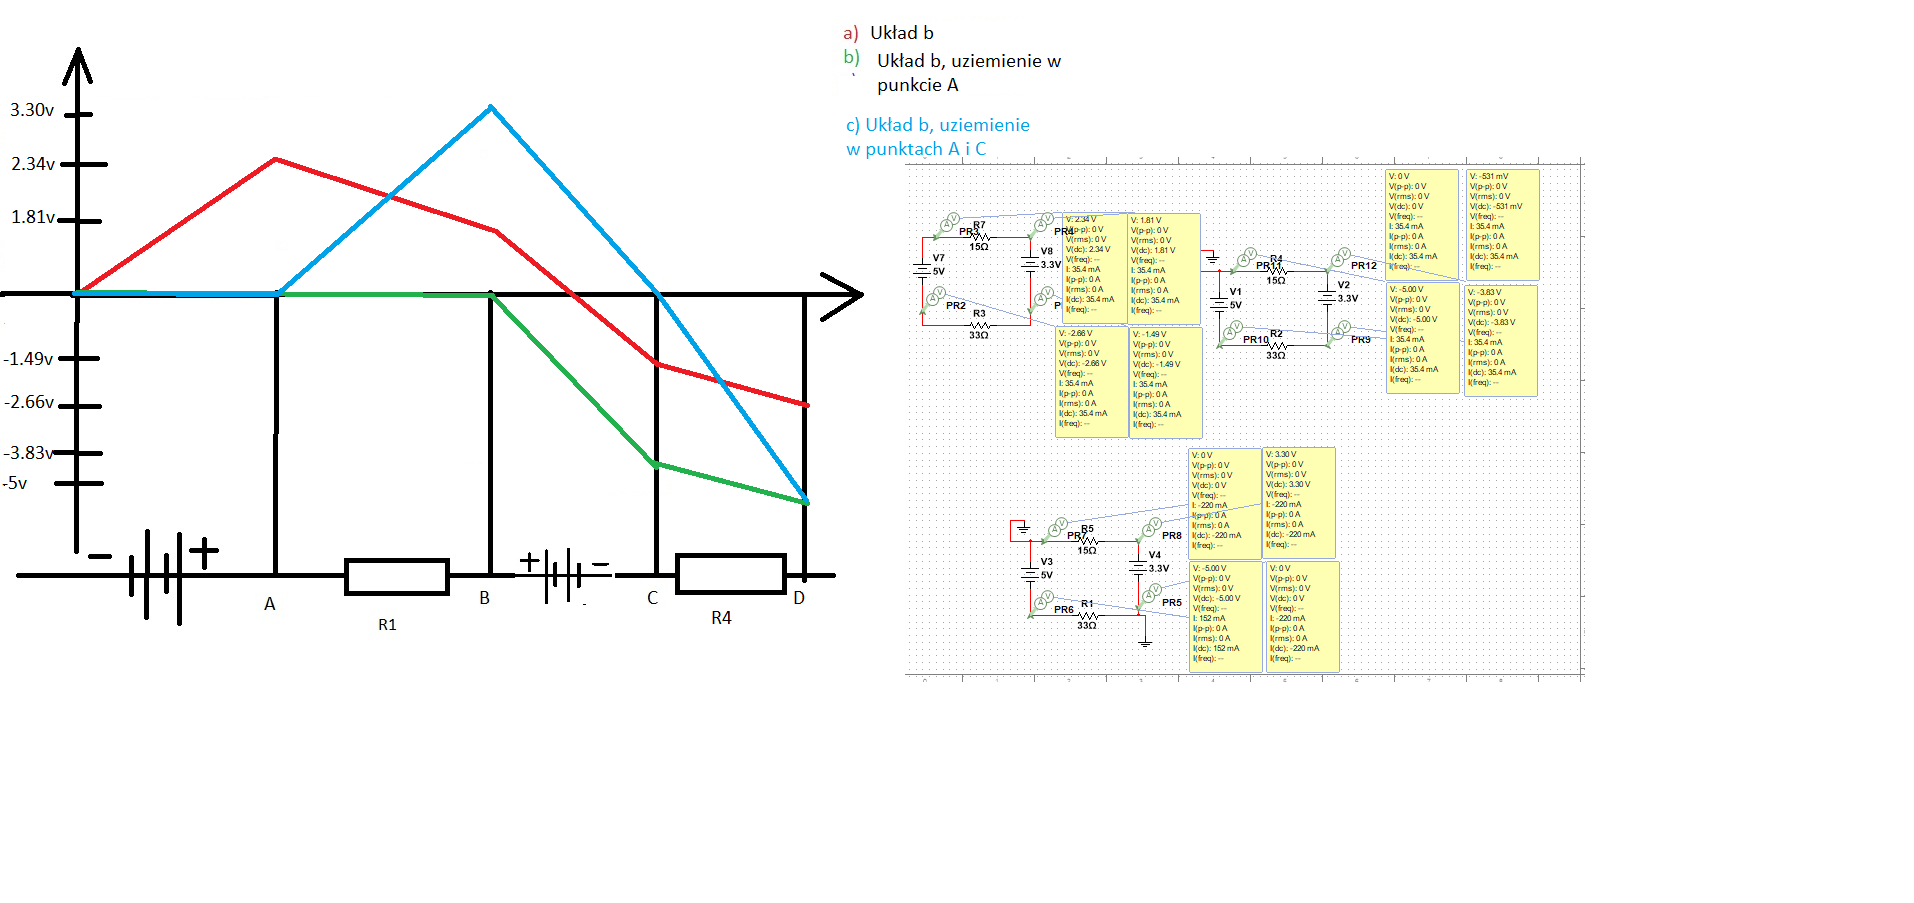 3.30v
2.34v
1.81v
-1.49v
-2.66v
-3.83v
-5v
A
R1
B
C
R4
D
a) Układ b
b) Układ b, uziemienie w
punkcie A
c) Układ b, uziemienie
w punktach A i C
R7
PR3
15Ω
PR4
V7
5V
V8
3.3V
PR2
R3
33Ω
P
V: 2.34 V
V(p-p): 0 V
V(rms): 0 V
V(dc): 2.34 V
V(freq): --
I: 35.4 mA
I(p-p): 0 A
I(rms): 0 A
I(dc): 35.4 mA
I(freq): --
V: 1.81 V
V(p-p): 0 V
V(rms): 0 V
V(dc): 1.81 V
V(freq): --
I: 35.4 mA
I(p-p): 0 A
I(rms): 0 A
I(dc): 35.4 mA
I(freq): --
V: -2.66 V
V(p-p): 0 V
V(rms): 0 V
V(dc): -2.66 V
V(freq): --
I: 35.4 mA
I(p-p): 0 A
I(rms): 0 A
I(dc): 35.4 mA
I(freq): --
V: -1.49 V
V(p-p): 0 V
V(rms): 0 V
V(dc): -1.49 V
V(freq): --
I: 35.4 mA
I(p-p): 0 A
I(rms): 0 A
I(dc): 35.4 mA
I(freq): --
R4
PR11
15Ω
PR12
V1
5V
V2
3.3V
PR10
R2
33Ω
PR9
V: 0 V
V(p-p): 0 V
V(rms): 0 V
V(dc): 0 V
V(freq): --
I: 35.4 mA
I(p-p): 0 A
I(rms): 0 A
I(dc): 35.4 mA
I(freq): --
V: -531 mV
V(p-p): 0 V
V(rms): 0 V
V(dc): -531 mV
V(freq): --
I: 35.4 mA
I(p-p): 0 A
I(rms): 0 A
I(dc): 35.4 mA
I(freq): --
V: -5.00 V
V(p-p): 0 V
V(rms): 0 V
V(dc): -5.00 V
V(freq): --
I: 35.4 mA
I(p-p): 0 A
I(rms): 0 A
I(dc): 35.4 mA
I(freq): --
V: -3.83 V
V(p-p): 0 V
V(rms): 0 V
V(dc): -3.83 V
V(freq): --
I: 35.4 mA
I(p-p): 0 A
I(rms): 0 A
I(dc): 35.4 mA
I(freq): --
R5
PR7
15Ω
PR8
V3
5V
V4
3.3V
PR6
R1
33Ω
PR5
V: 0 V
V(p-p): 0 V
V(rms): 0 V
V(dc): 0 V
V(freq): --
I: -220 mA
I(p-p): 0 A
I(rms): 0 A
I(dc): -220 mA
I(freq): --
V: 3.30 V
V(p-p): 0 V
V(rms): 0 V
V(dc): 3.30 V
V(freq): --
I: -220 mA
I(p-p): 0 A
I(rms): 0 A
I(dc): -220 mA
I(freq): --
V: -5.00 V
V(p-p): 0 V
V(rms): 0 V
V(dc): -5.00 V
V(freq): --
I: 152 mA
I(p-p): 0 A
I(rms): 0 A
I(dc): 152 mA
I(freq): --
V: 0 V
V(p-p): 0 V
V(rms): 0 V
V(dc): 0 V
V(freq): --
I: -220 mA
I(p-p): 0 A
I(rms): 0 A
I(dc): -220 mA
I(freq): --